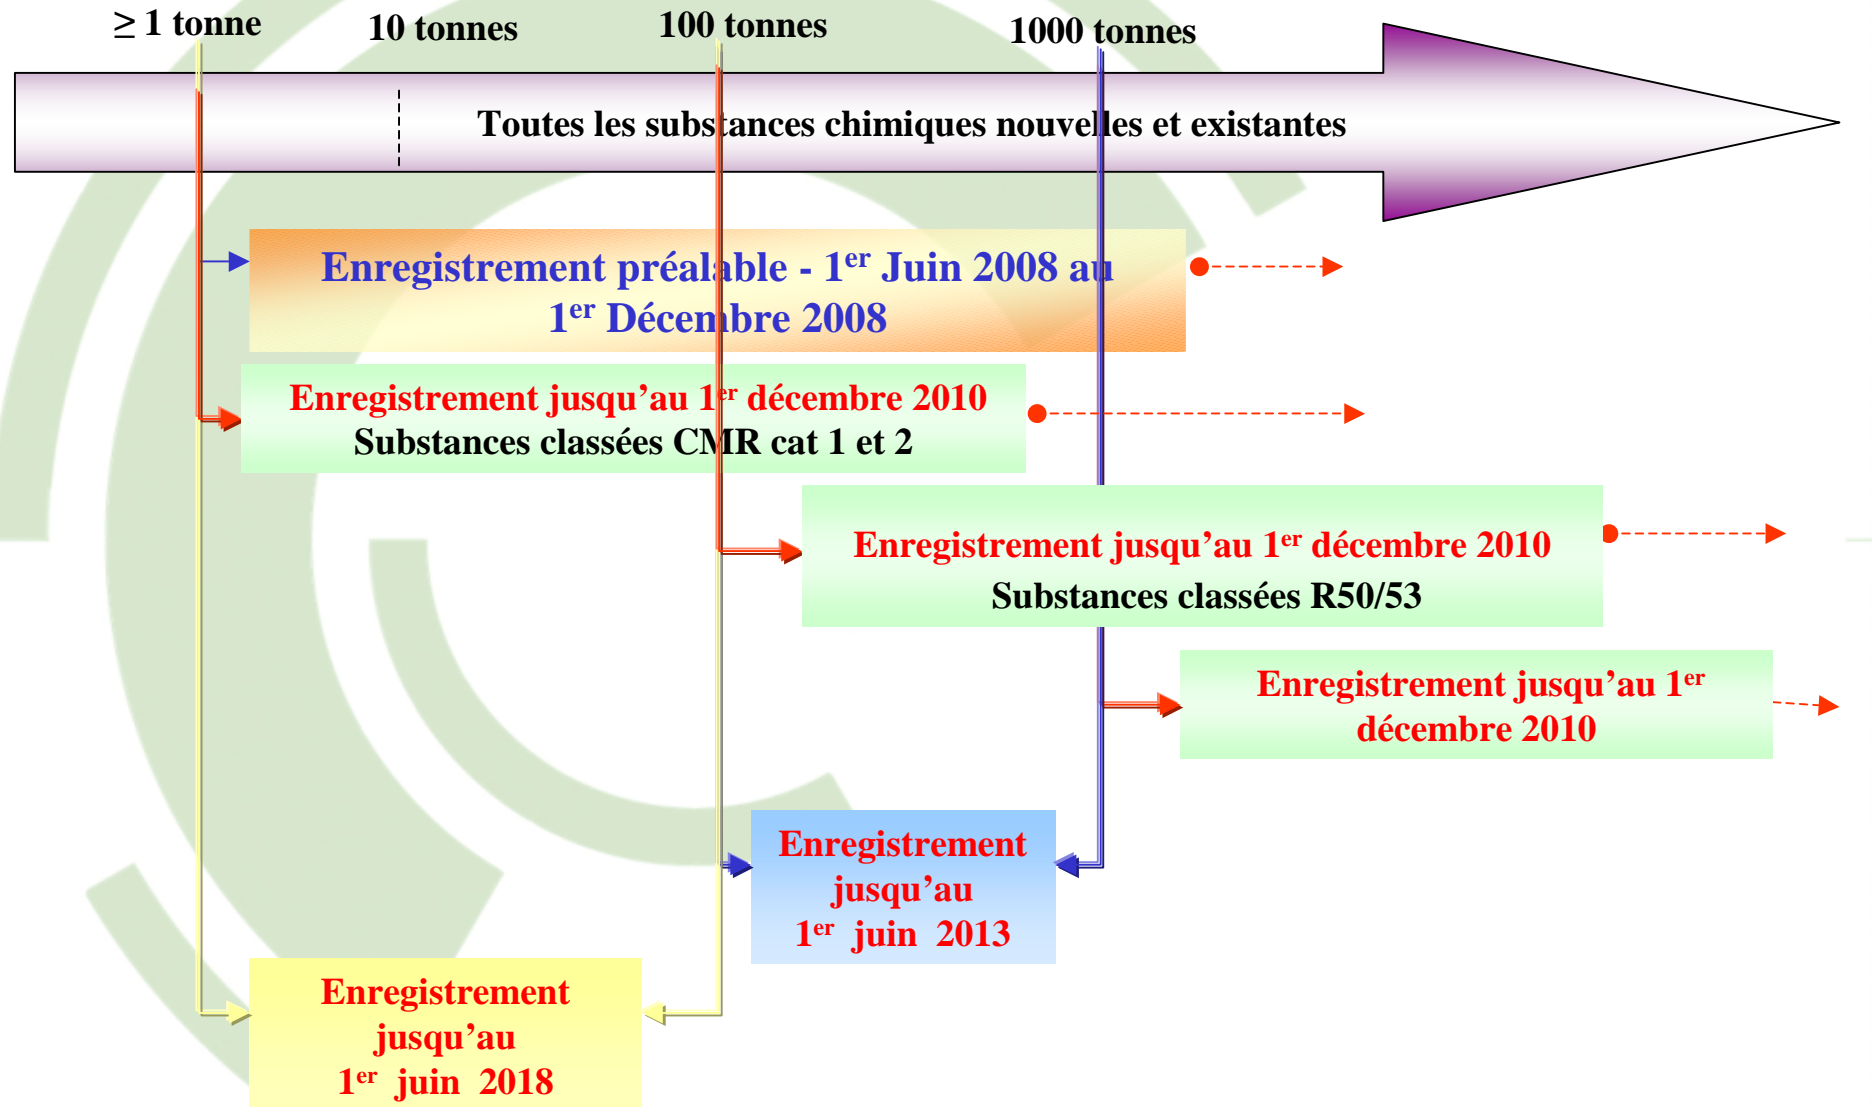 ≥ 1 tonne
10 tonnes
100 tonnes
1000 tonnes
Toutes les substances chimiques nouvelles et existantes
Enregistrement préalable - 1er Juin 2008 au
1er Décembre 2008
Enregistrement jusqu’au 1er décembre 2010
Substances classées CMR cat 1 et 2
Enregistrement jusqu’au 1er décembre 2010
Substances classées R50/53
Enregistrement jusqu’au 1er
décembre 2010
Enregistrement
jusqu’au
1er juin 2013
Enregistrement
jusqu’au
1er juin 2018